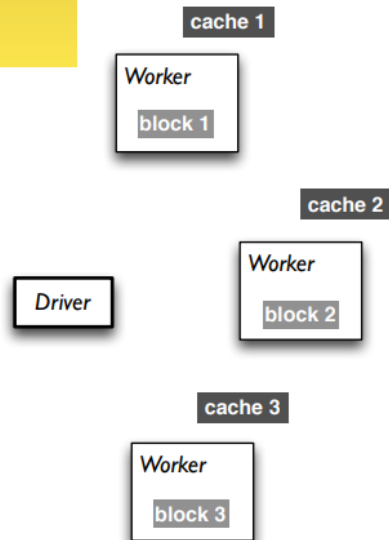 cache 1
Worker
block 1
cache 2
Worker
block 2
Driver
cache 3
Worker
block 3